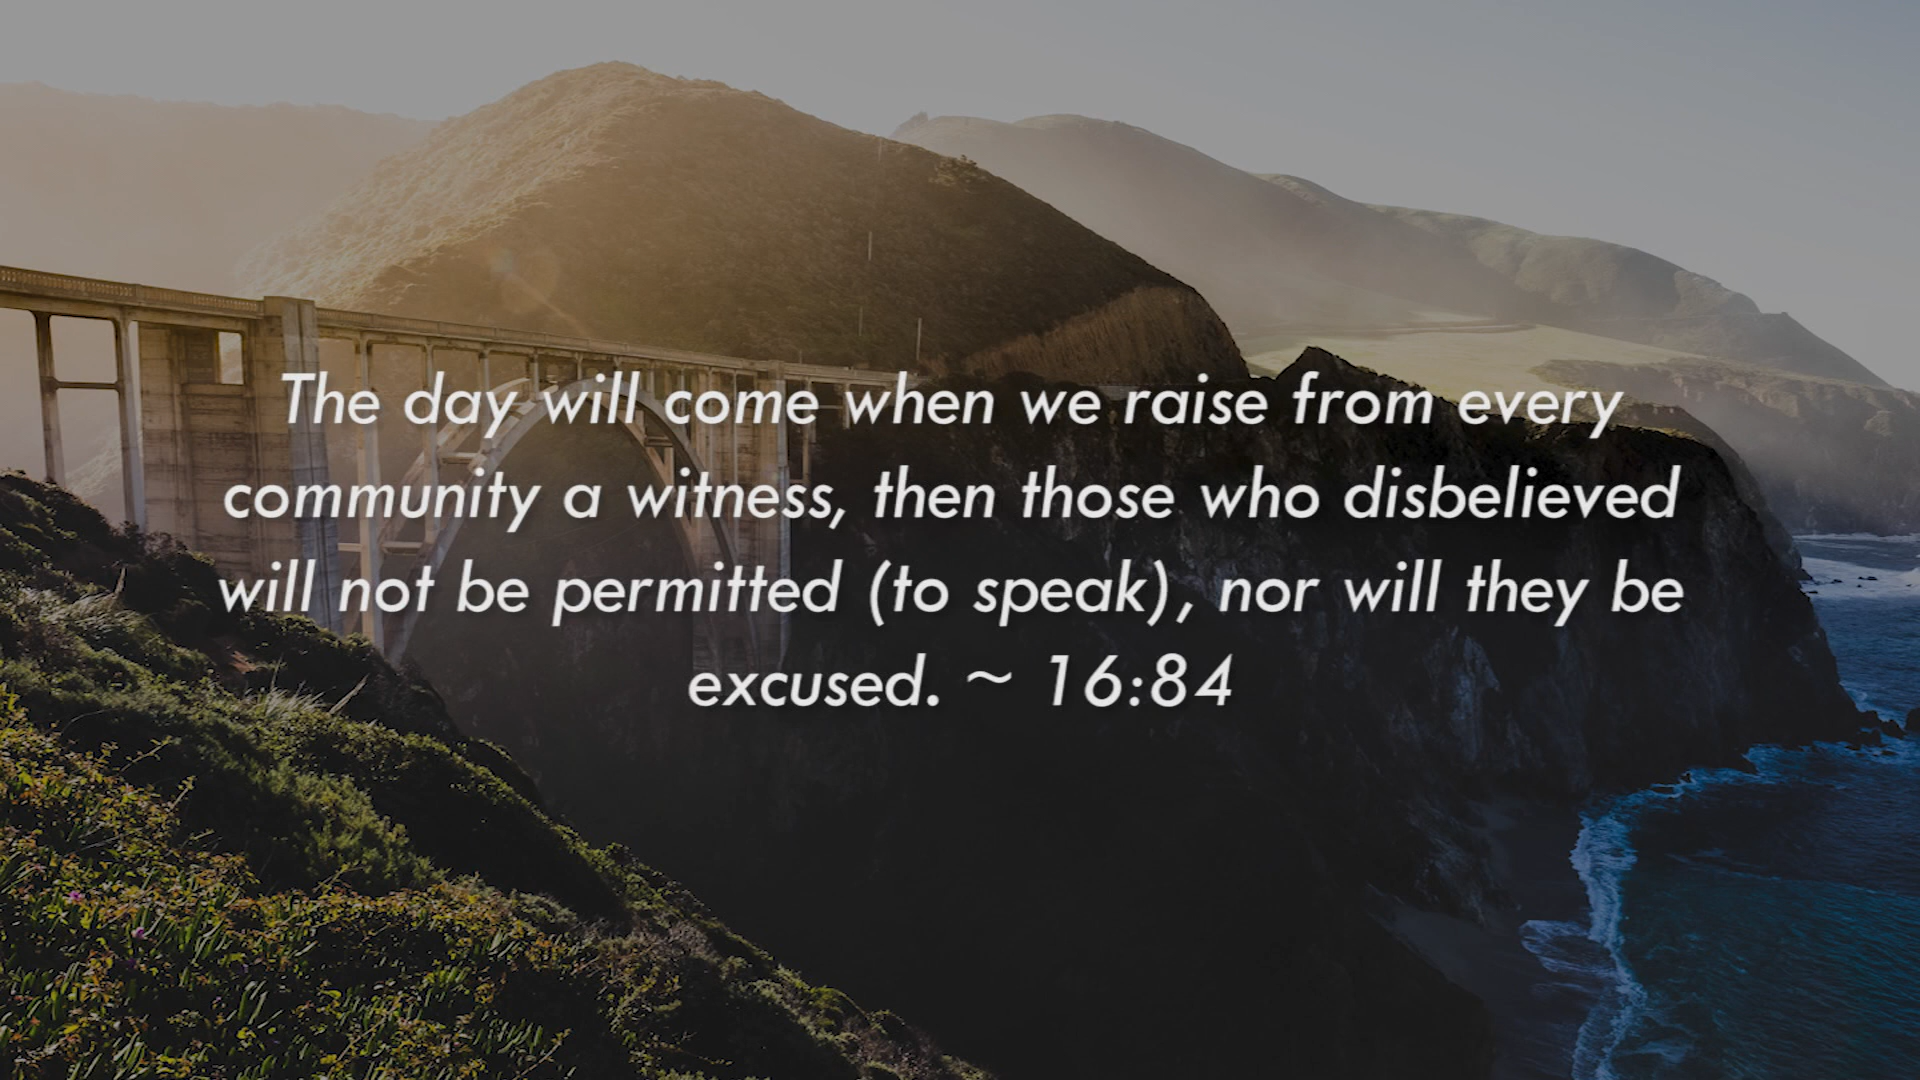 The day will come when we raise from every
community a witness, then those who disbelieved
will not be permitted (to speak), nor will they be
excused. ~ 16:84